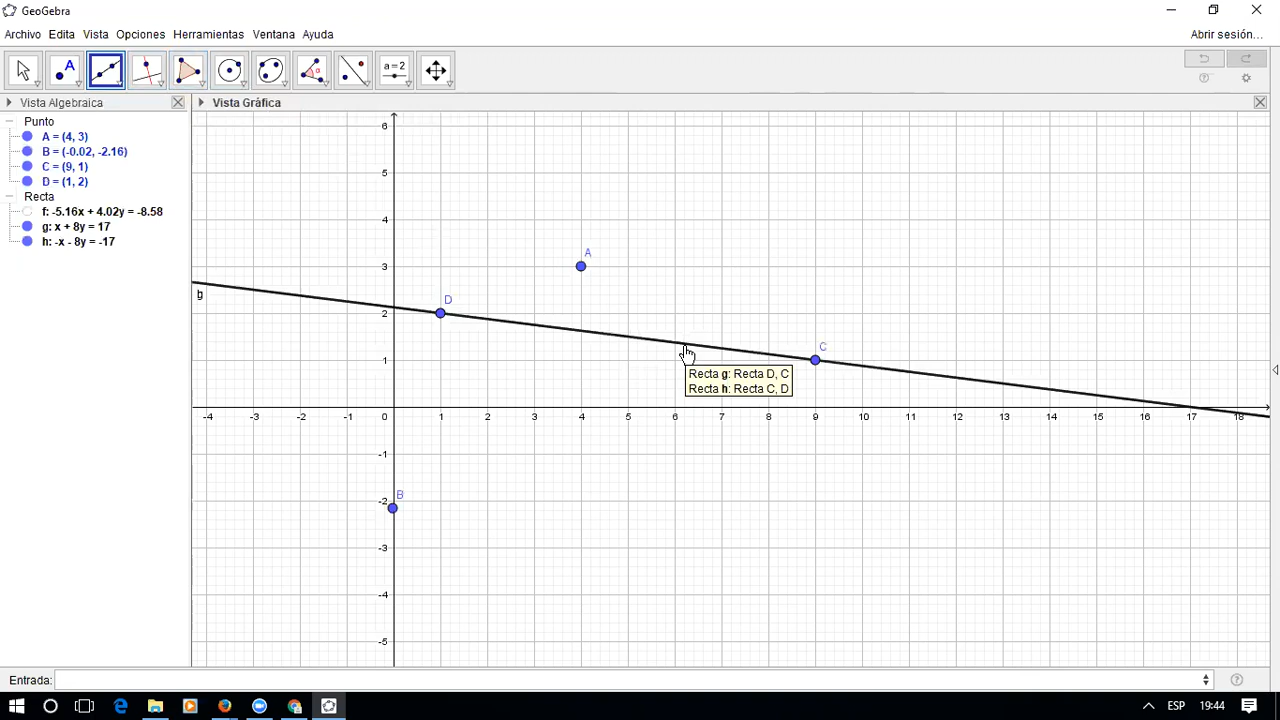 GeoGebra
Archivo Edita Vista Opciones Herramientas Ventana Ayuda Abrir sesión...
A a=2
Vista Algebraica Vista Gráfica
Punto
A = (4, 3)
B = (-0.02, -2.16)
C = (9, 1)
D = (1, 2)
Recta
f: -5.16x + 4.02y = -8.58
g: x + 8y = 17
h: -x - 8y = -17
6
5
4
3
2
1
-4 -3 -2 -1 0 1 2 3 4 5 6 7 8 9 10 11 12 13 14 15 16 17 18
-1
-2
-3
-4
-5
A
D
C
B
Recta g: Recta D, C
Recta h: Recta C, D
Entrada:
ESP 19:44